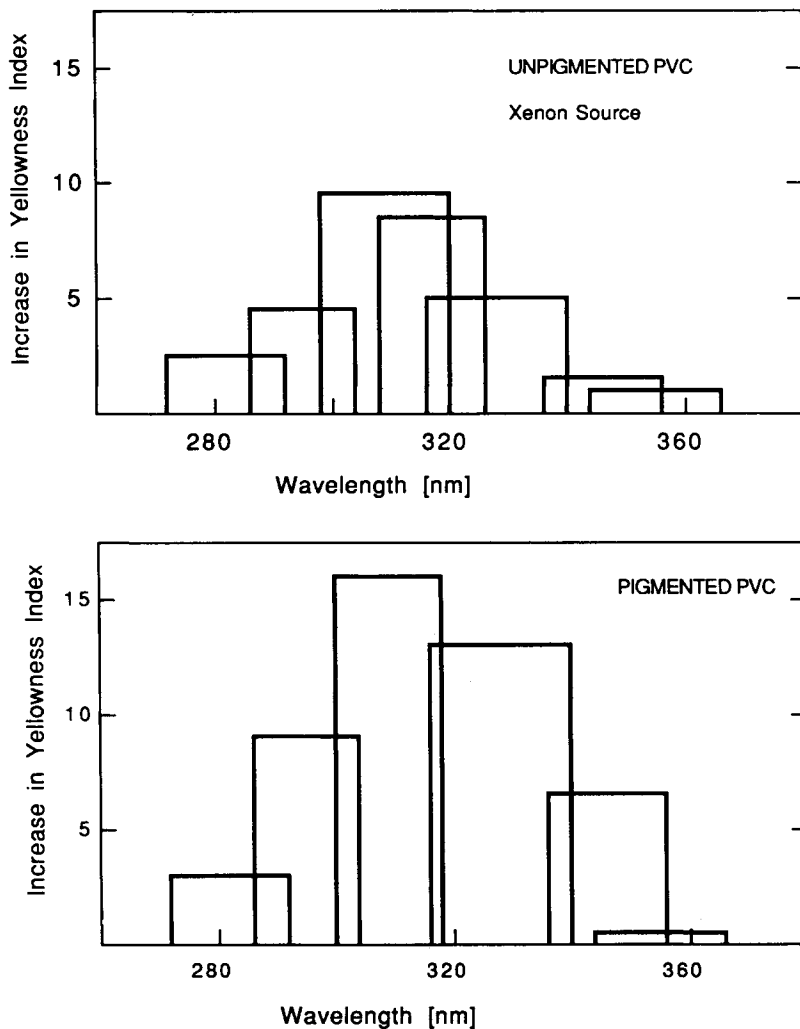 Increase in Yellowness Index
15
10
5
UNPIGMENTED PVC
Xenon Source
280
320
360
Wavelength [nm]
Increase in Yellowness Index
15
10
5
PIGMENTED PVC
280
320
360
Wavelength [nm]